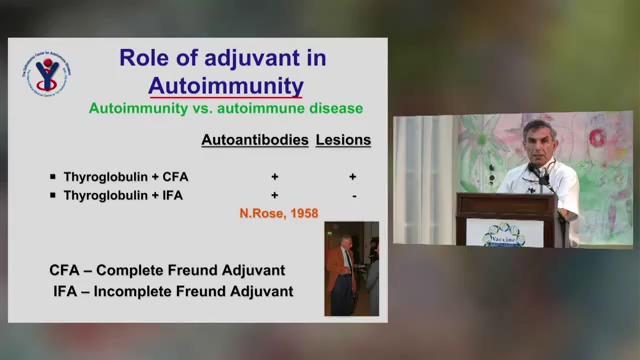 Role of adjuvant in
Autoimmunity
Autoimmunity vs. autoimmune disease
Autoantibodies Lesions
▪ Thyroglobulin + CFA + +
▪ Thyroglobulin + IFA + -
N.Rose, 1958
CFA – Complete Freund Adjuvant
IFA – Incomplete Freund Adjuvant
Vaccine